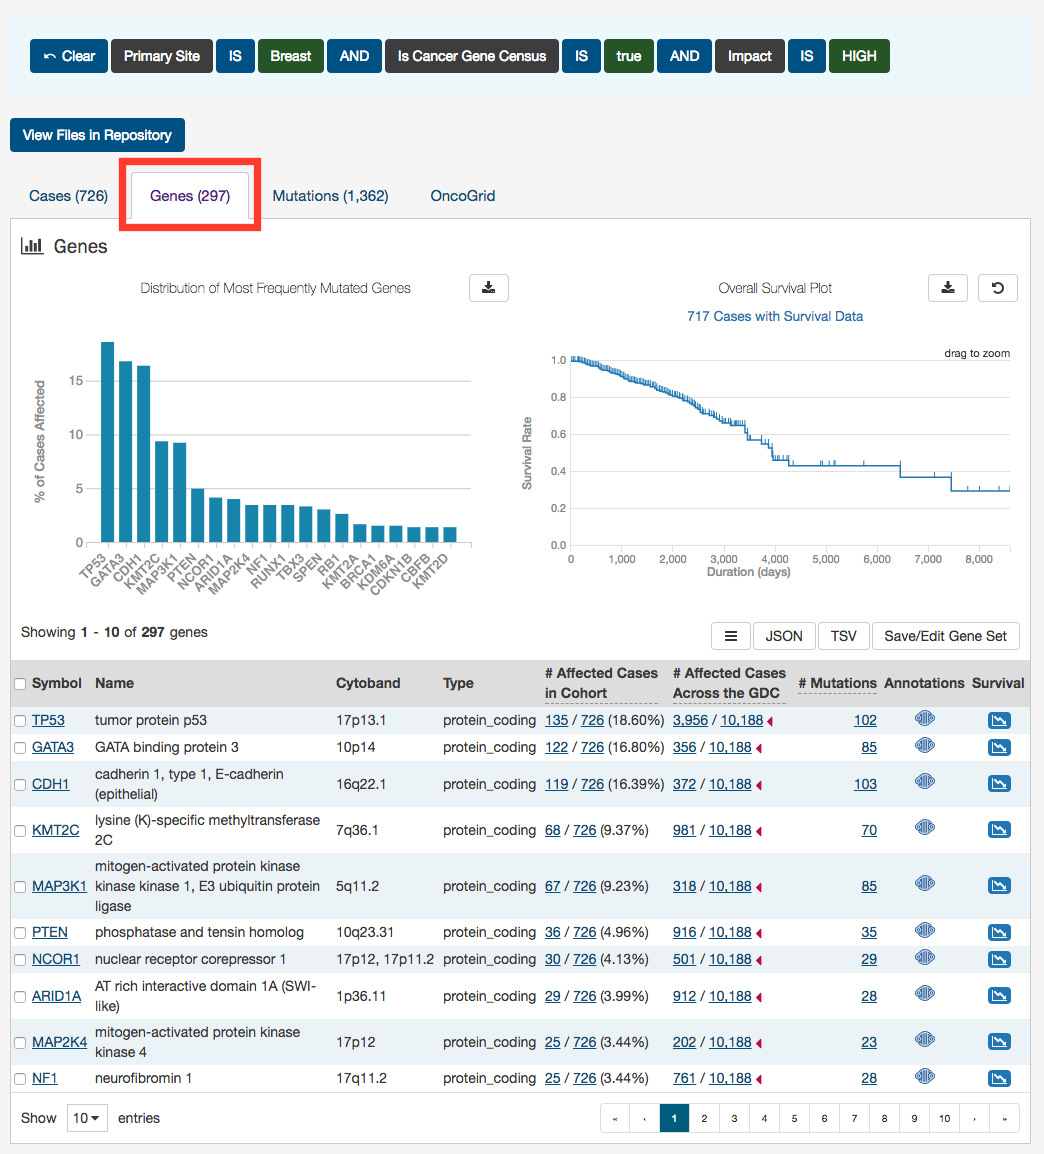 Clear Primary Site IS Breast AND Is Cancer Gene Census IS true AND Impact IS HIGH
View Files in Repository
Cases (726) Genes (297) Mutations (1,362) OncoGrid
Genes
Distribution of Most Frequently Mutated Genes
% of Cases Affected
15
10
5
0
TP53 GATA3 CDH1 KMT2C MAP3K1 PTEN NCOR1 ARID1A MAP2K4 NF1 RUNX1 TBX3 SPEN RB1 KMT2A BRCA1 KDM6A CDKN1B CBFB KMT2D
Overall Survival Plot
717 Cases with Survival Data
drag to zoom
Survival Rate
1.0
0.8
0.6
0.4
0.2
0.0
0 1,000 2,000 3,000 4,000 5,000 6,000 7,000 8,000
Duration (days)
Showing 1 - 10 of 297 genes
JSON TSV Save/Edit Gene Set
Symbol Name Cytoband Type # Affected Cases in Cohort # Affected Cases Across the GDC # Mutations Annotations Survival
TP53 tumor protein p53 17p13.1 protein_coding 135 / 726 (18.60%) 3,956 / 10,188 102
GATA3 GATA binding protein 3 10p14 protein_coding 122 / 726 (16.80%) 356 / 10,188 85
cadherin 1, type 1, E-cadherin
CDH1 (epithelial) 16q22.1 protein_coding 119 / 726 (16.39%) 372 / 10,188 103
lysine (K)-specific methyltransferase
KMT2C 2C 7q36.1 protein_coding 68 / 726 (9.37%) 981 / 10,188 70
mitogen-activated protein kinase
MAP3K1 kinase kinase 1, E3 ubiquitin protein 5q11.2 protein_coding 67 / 726 (9.23%) 318 / 10,188 85
ligase
PTEN phosphatase and tensin homolog 10q23.31 protein_coding 36 / 726 (4.96%) 916 / 10,188 35
NCOR1 nuclear receptor corepressor 1 17p12, 17p11.2 protein_coding 30 / 726 (4.13%) 501 / 10,188 29
AT rich interactive domain 1A (SWI-
ARID1A like) 1p36.11 protein_coding 29 / 726 (3.99%) 912 / 10,188 28
mitogen-activated protein kinase
MAP2K4 kinase 4 17p12 protein_coding 25 / 726 (3.44%) 202 / 10,188 23
NF1 neurofibromin 1 17q11.2 protein_coding 25 / 726 (3.44%) 761 / 10,188 28
Show 10 entries « ‹ 1 2 3 4 5 6 7 8 9 10 › »